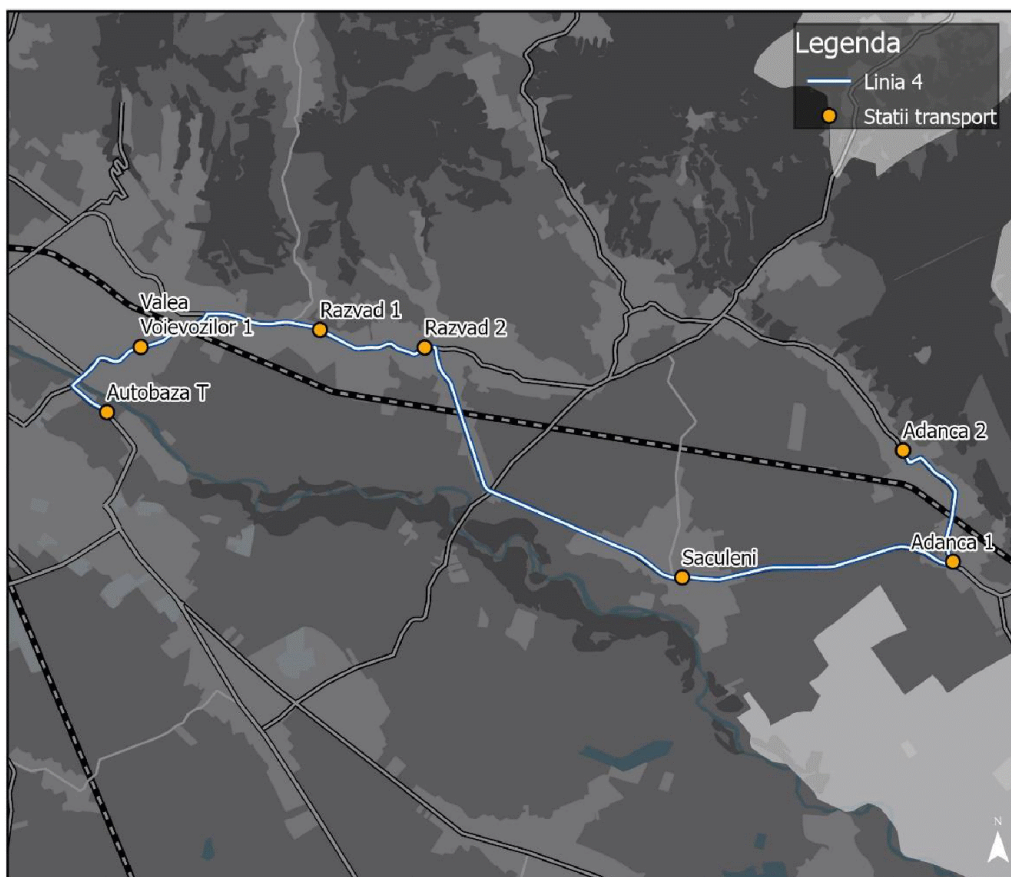 Legenda
Linia 4
Statii transport
Valea
Voievozilor 1
Razvad 1
Razvad 2
Autobaza T
Adanca 2
Adanca 1
Saculeni
N